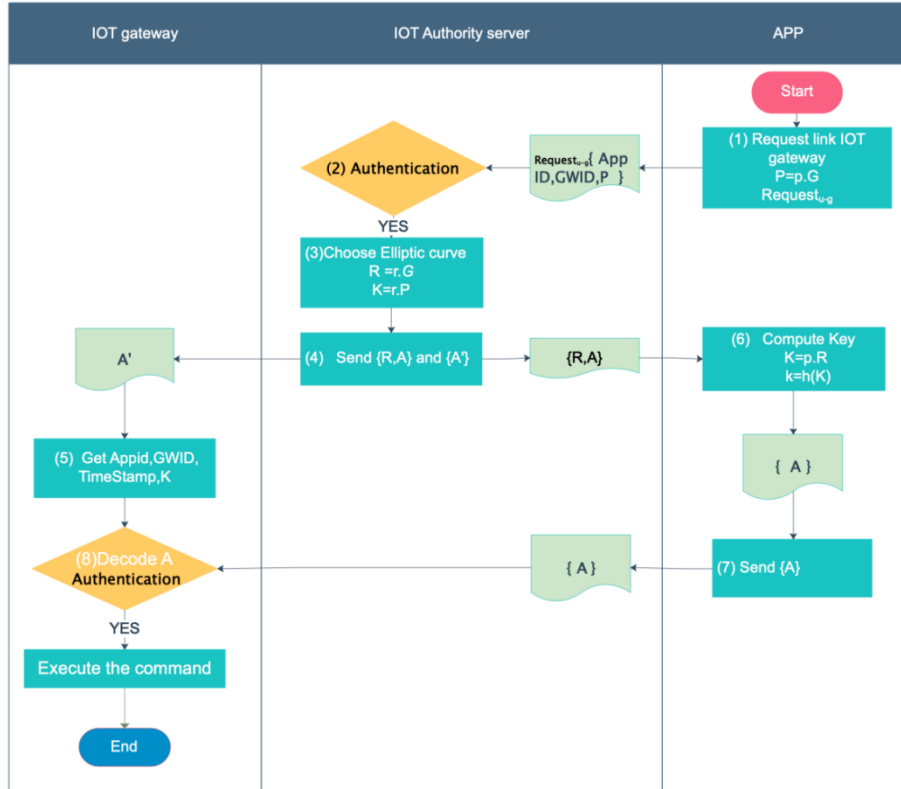 IOT gateway
IOT Authority server
APP
Start
(1) Request link IOT
gateway
P=p.G
Requestu-g
Requestu-g{ App
ID,GWID,P }
(2) Authentication
YES
(3)Choose Elliptic curve
R =r.G
K=r.P
(4) Send {R,A} and {A'}
{R,A}
A'
(6) Compute Key
K=p.R
k=h(K)
(5) Get Appid,GWID,
TimeStamp,K
{ A }
(7) Send {A}
{ A }
(8)Decode A
Authentication
YES
Execute the command
End